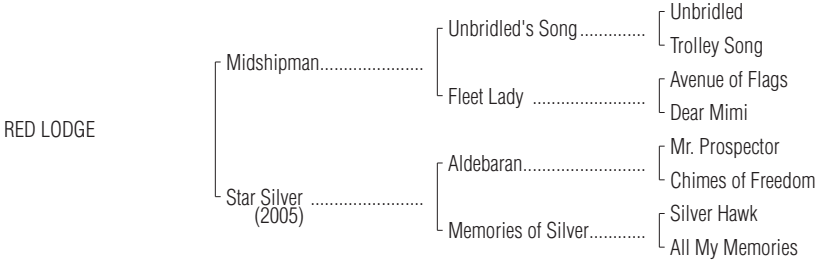 Unbridled
Unbridled's Song..............
Trolley Song
Midshipman......................
Avenue of Flags
Fleet Lady ........................
Dear Mimi
RED LODGE
Mr. Prospector
Aldebaran..........................
Chimes of Freedom
Star Silver ........................
(2005)
Silver Hawk
Memories of Silver............
All My Memories